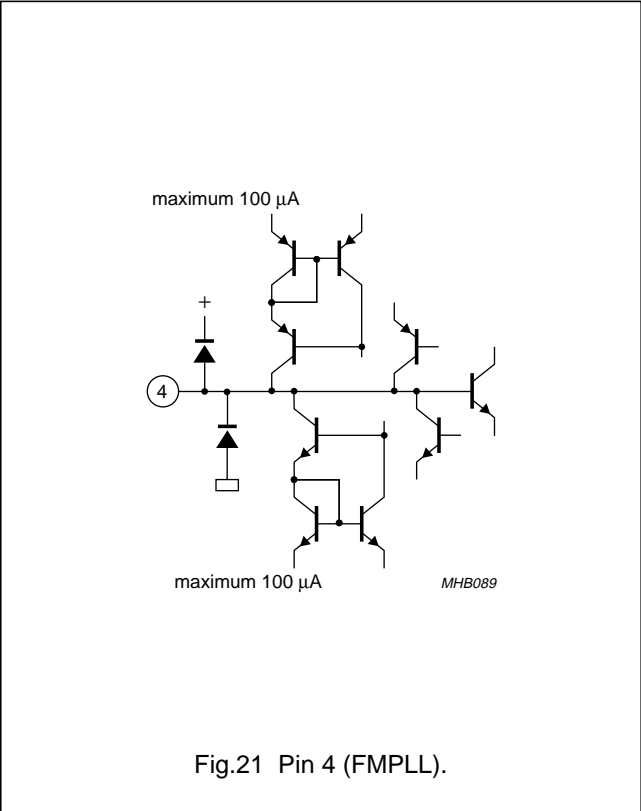 maximum 100 μA
+
4
maximum 100 μA
MHB089
Fig.21 Pin 4 (FMPLL).